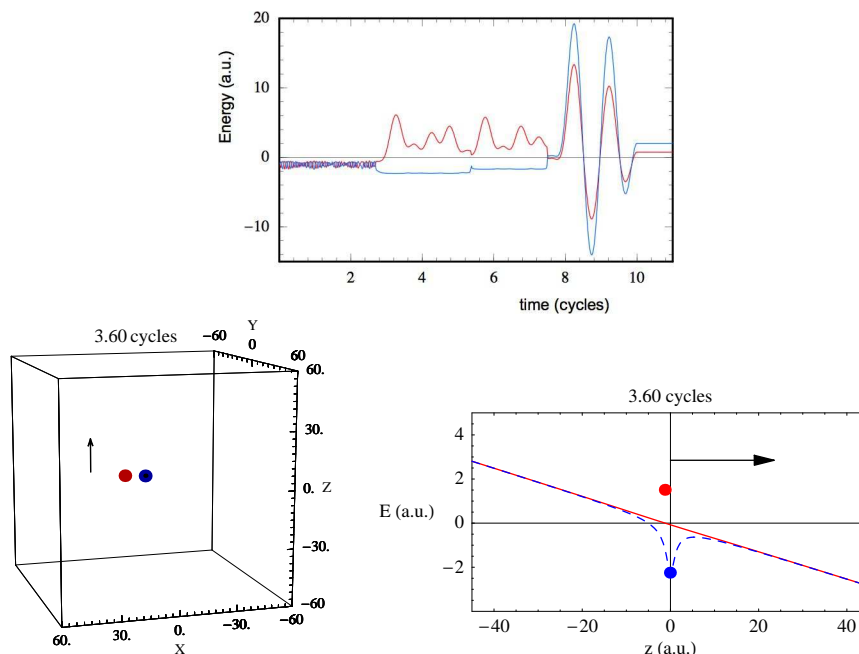 20
10
0
−10
Energy (a.u.)
2 4 6 8 10
time (cycles)
3.60 cycles
−60
Y
0
60
60.
30.
0. Z
−30.
−60
60. 30. 0. −30. −60
X
3.60 cycles
4
2
0
−2
E (a.u.)
−40 −20 0 20 40
z (a.u.)